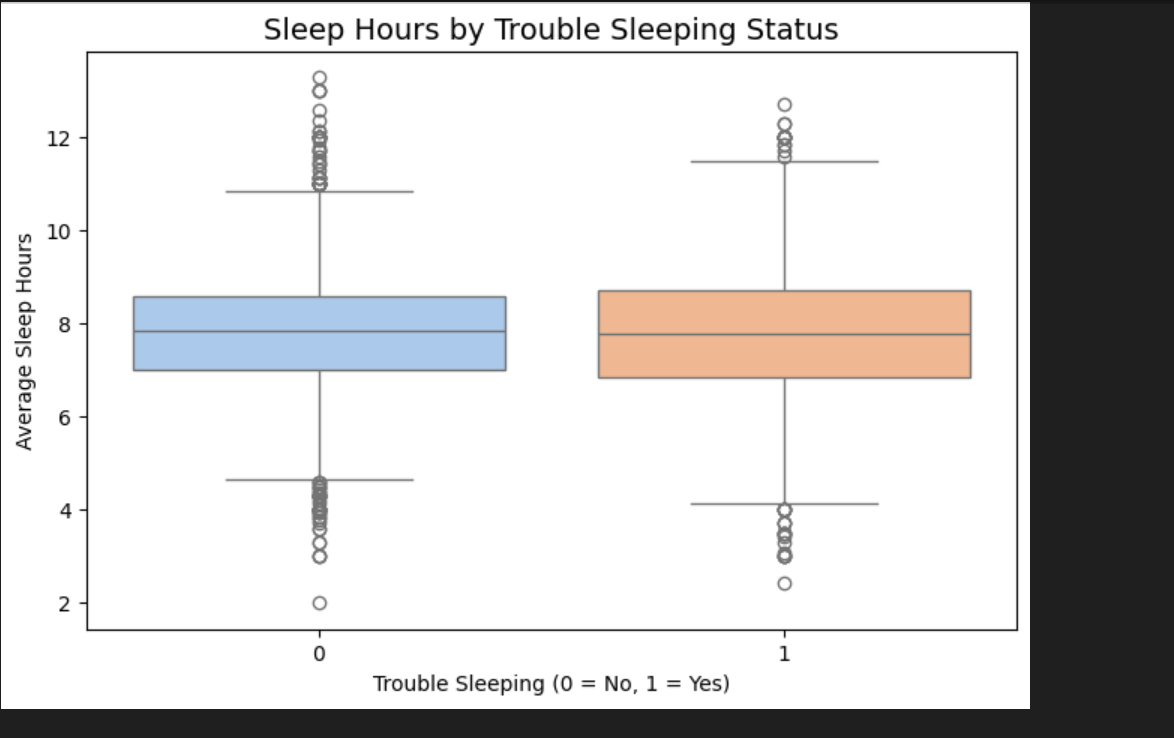 Sleep Hours by Trouble Sleeping Status
Average Sleep Hours
12
10
8
6
4
2
0
1
Trouble Sleeping (0 = No, 1 = Yes)